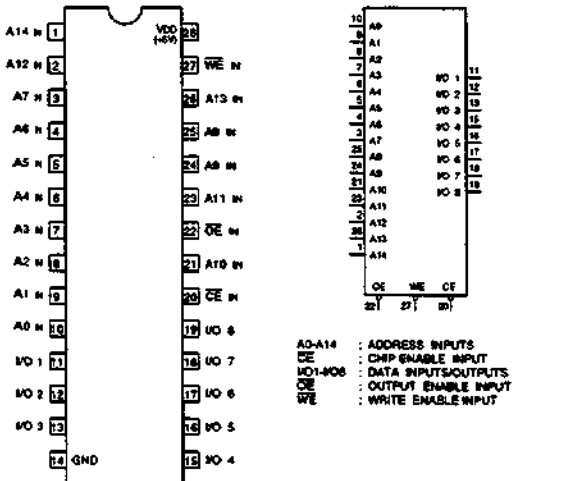 A14 IN 1
VDD (+5V) 28
A12 IN 2
27 WE IN
A7 IN 3
26 A13 IN
A6 IN 4
25 A8 IN
A5 IN 5
24 A9 IN
A4 IN 6
23 A11 IN
A3 IN 7
22 OE IN
A2 IN 8
21 A10 IN
A1 IN 9
20 CE IN
A0 IN 10
19 I/O 8
I/O 1 11
18 I/O 7
I/O 2 12
17 I/O 6
I/O 3 13
16 I/O 5
14 GND
15 I/O 4
10 A0
9 A1
8 A2
7 A3
6 A4
5 A5
4 A6
3 A7
25 A8
24 A9
21 A10
23 A11
2 A12
26 A13
1 A14
I/O 1 11
I/O 2 12
I/O 3 13
I/O 4 15
I/O 5 16
I/O 6 17
I/O 7 18
I/O 8 19
OE WE CE
22 27 20
A0-A14 : ADDRESS INPUTS
CE : CHIP ENABLE INPUT
I/O1-I/O8 : DATA INPUTS/OUTPUTS
OE : OUTPUT ENABLE INPUT
WE : WRITE ENABLE INPUT